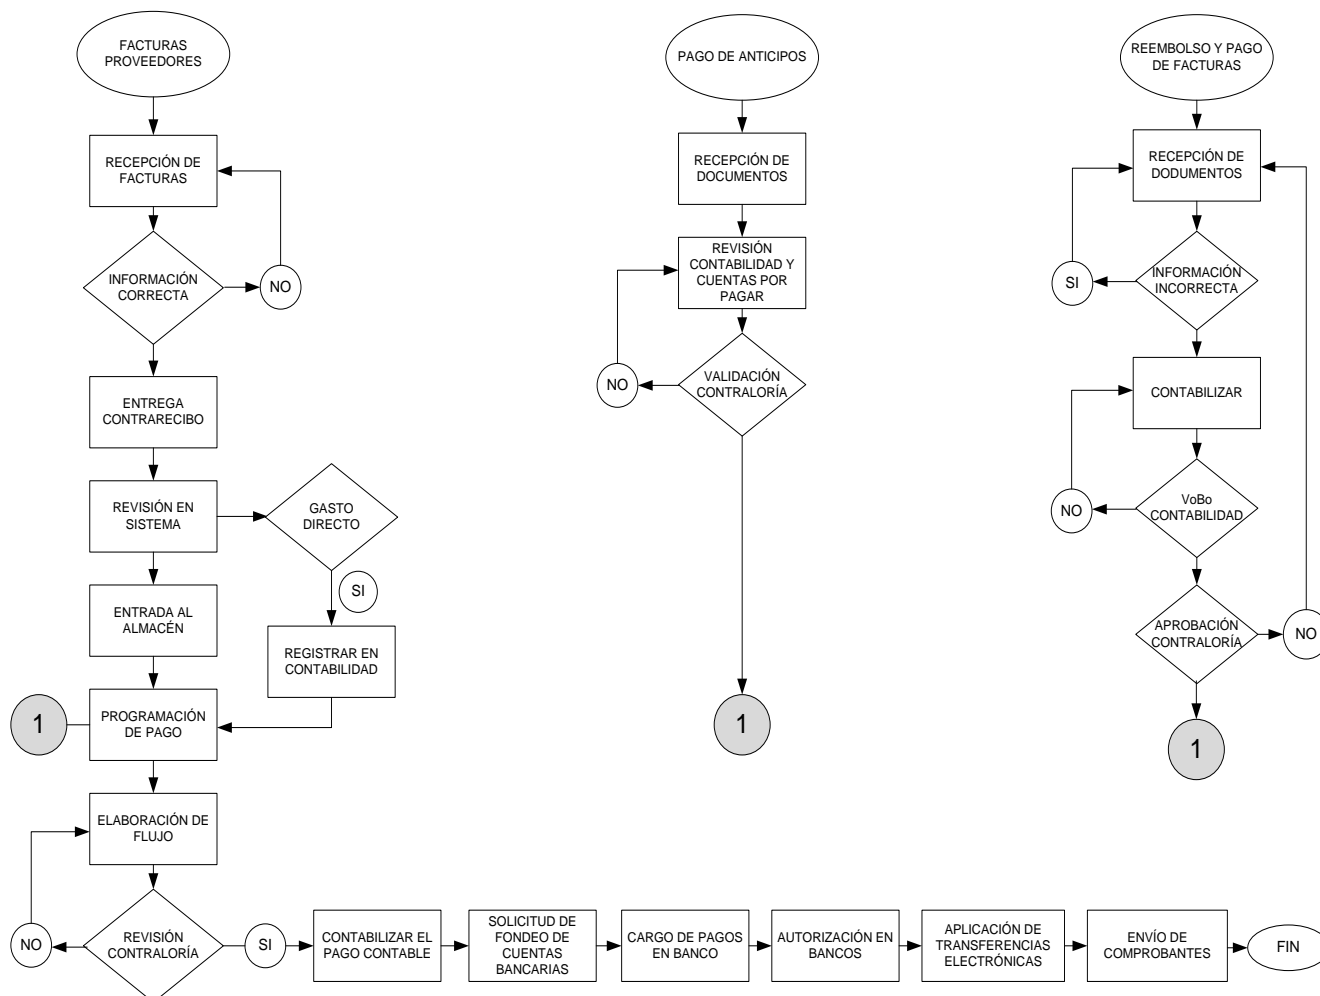 FACTURAS
PROVEEDORES
RECEPCIÓN DE
FACTURAS
INFORMACIÓN
CORRECTA
NO
ENTREGA
CONTRARECIBO
REVISIÓN EN
SISTEMA
GASTO
DIRECTO
SI
ENTRADA AL
ALMACÉN
REGISTRAR EN
CONTABILIDAD
1
PROGRAMACIÓN
DE PAGO
ELABORACIÓN DE
FLUJO
NO
REVISIÓN
CONTRALORÍA
SI
CONTABILIZAR EL
PAGO CONTABLE
SOLICITUD DE
FONDEO DE
CUENTAS
BANCARIAS
CARGO DE PAGOS
EN BANCO
AUTORIZACIÓN EN
BANCOS
APLICACIÓN DE
TRANSFERENCIAS
ELECTRÓNICAS
ENVÍO DE
COMPROBANTES
FIN
PAGO DE ANTICIPOS
RECEPCIÓN DE
DOCUMENTOS
REVISIÓN
CONTABILIDAD Y
CUENTAS POR
PAGAR
NO
VALIDACIÓN
CONTRALORÍA
1
REEMBOLSO Y PAGO
DE FACTURAS
RECEPCIÓN DE
DODUMENTOS
SI
INFORMACIÓN
INCORRECTA
CONTABILIZAR
NO
VoBo
CONTABILIDAD
APROBACIÓN
CONTRALORÍA
NO
1